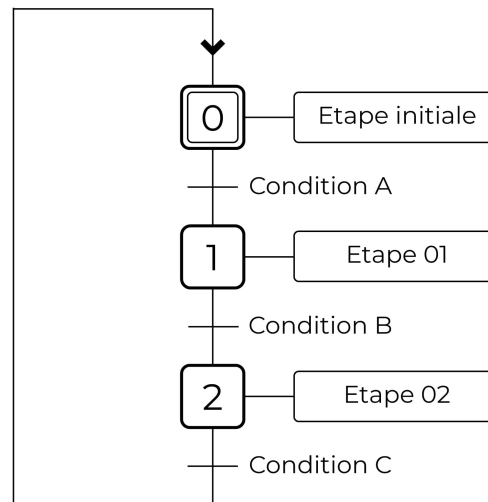 0
Etape initiale
Condition A
1
Etape 01
Condition B
2
Etape 02
Condition C